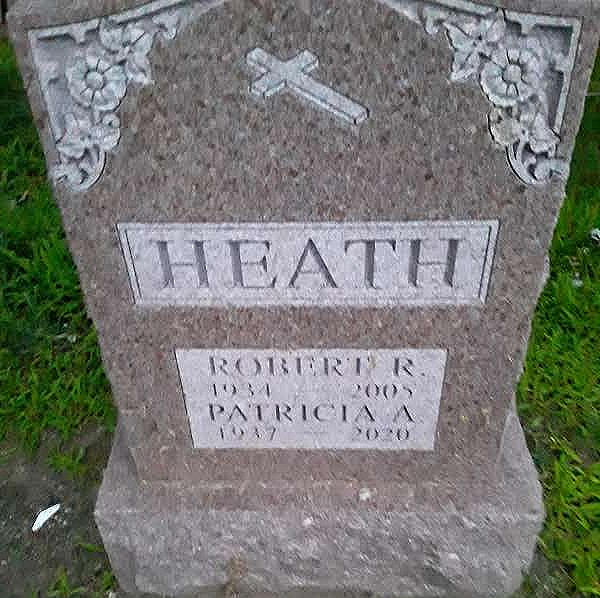 HEATH
ROBERT R.
1934 — 2005
PATRICIA A
1937 — 2020